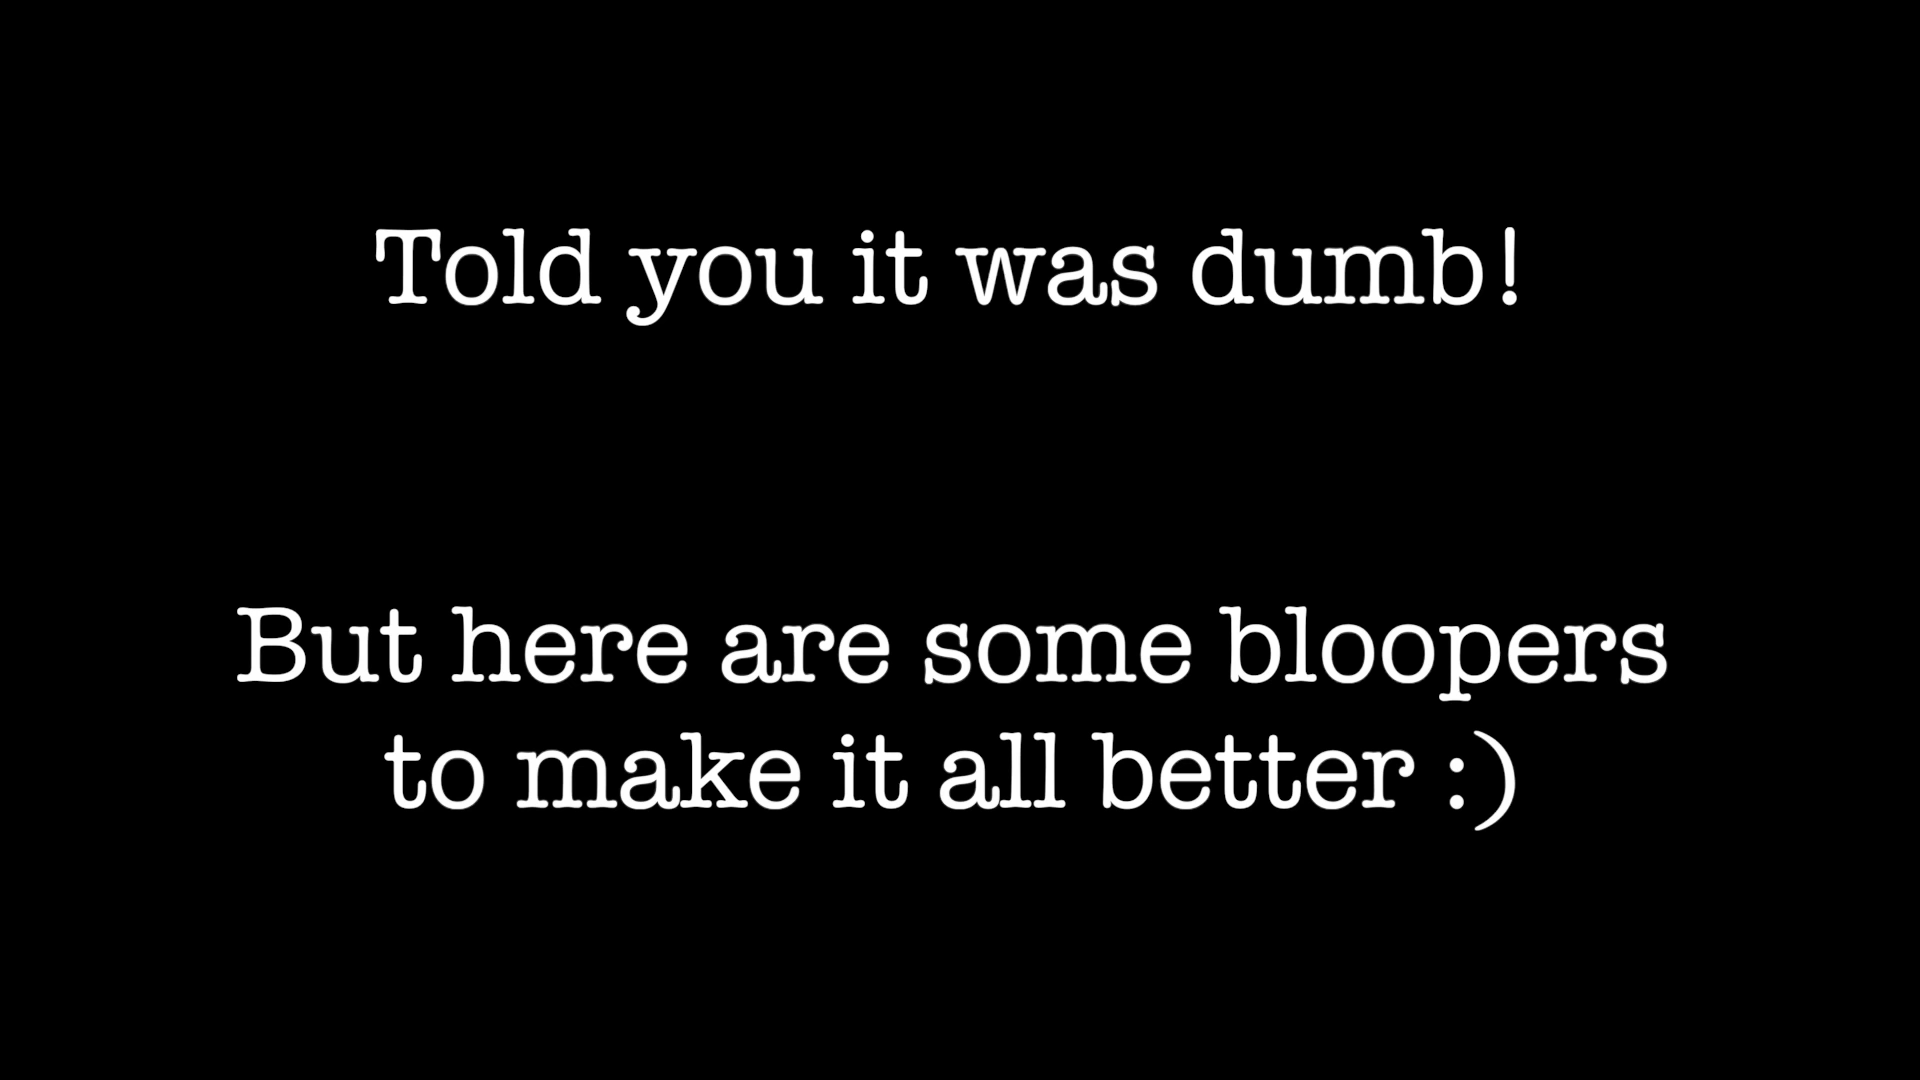 Told you it was dumb!
But here are some bloopers
to make it all better :)